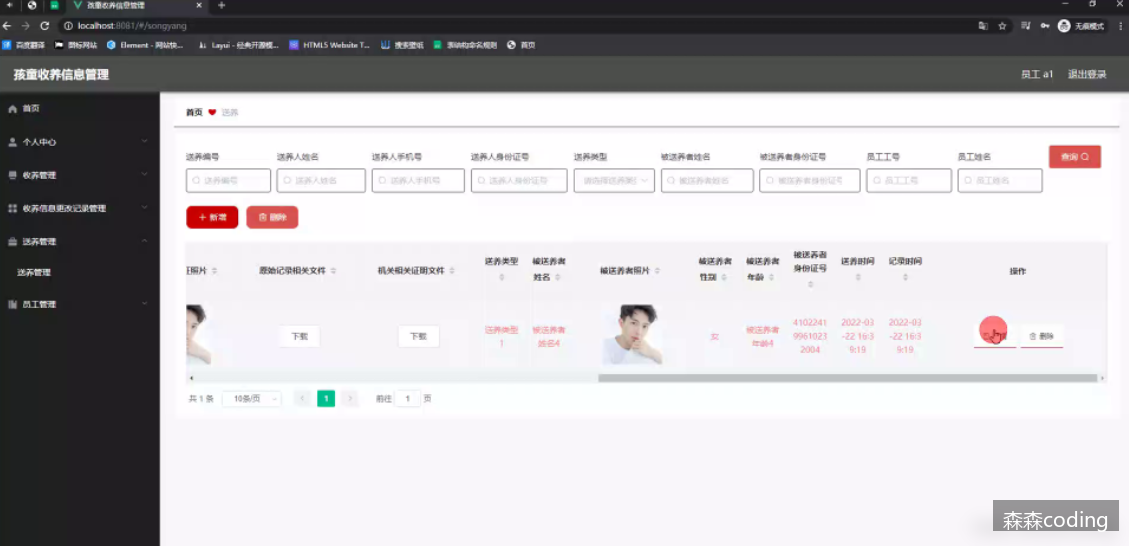 孩童收养信息管理
localhost:8081/#/songyang
无痕模式
百度翻译
图标网站
Element - 网站快...
Layui - 经典开源模...
HTML5 Website T...
搜索壁纸
驱动构命名规则
首页
孩童收养信息管理
员工 a1
退出登录
首页
个人中心
收养管理
收养信息更改记录管理
送养管理
送养管理
员工管理
首页
送养
送养编号
送养人姓名
送养人手机号
送养人身份证号
送养类型
被送养者姓名
被送养者身份证号
员工工号
员工姓名
送养编号
送养人姓名
送养人手机号
送养人身份证号
请选择送养类型
被送养者姓名
被送养者身份证号
员工工号
员工姓名
查询
新增
删除
证照片
原始记录相关文件
机关相关证明文件
送养类型
被送养者
姓名
被送养者照片
被送养者
性别
被送养者
年龄
被送养者
身份证号
送养时间
记录时间
操作
下载
下载
送养类型
1
被送养者
姓名4
女
被送养者
年龄4
4102241
9961023
2004
2022-03
-22 16:3
9:19
2022-03
-22 16:3
9:19
删除
共 1 条
10条/页
1
前往
1
页
森森coding